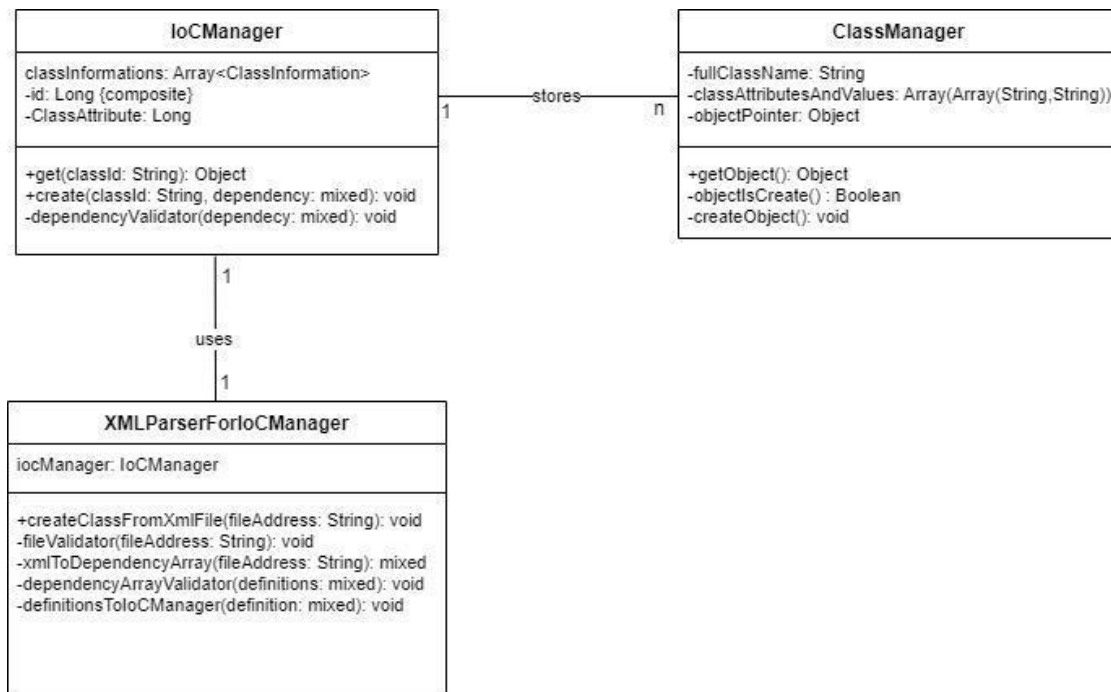 IoCManager
classInformations: Array<ClassInformation>
-id: Long {composite}
-ClassAttribute: Long
+get(classId: String): Object
+create(classId: String, dependency: mixed): void
-dependencyValidator(dependecy: mixed): void
1
stores
n
ClassManager
-fullClassName: String
-classAttributesAndValues: Array(Array(String,String))
-objectPointer: Object
+getObject(): Object
-objectIsCreate() : Boolean
-createObject(): void
1
uses
1
XMLParserForIoCManager
iocManager: IoCManager
+createClassFromXmlFile(fileAddress: String): void
-fileValidator(fileAddress: String): void
-xmlToDependencyArray(fileAddress: String): mixed
-dependencyArrayValidator(definitions: mixed): void
-definitionsToIoCManager(definition: mixed): void